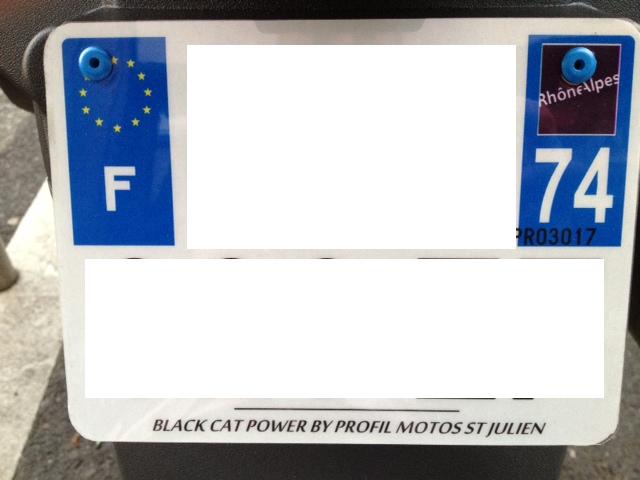 F
RhôneAlpes
74
PR03017
BLACK CAT POWER BY PROFIL MOTOS ST JULIEN